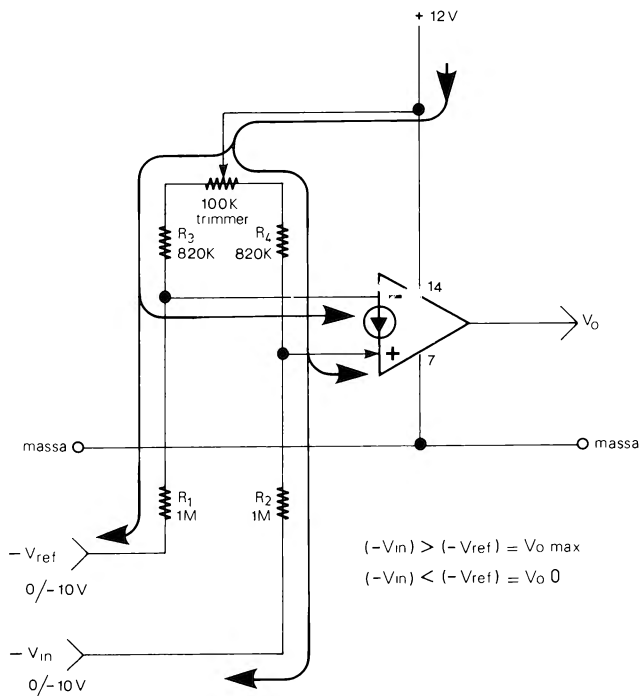 + 12V
100K
trimmer
R3
820K
R4
820K
14
-
+
7
Vo
massa
massa
R1
1M
R2
1M
-Vref
0/-10V
(-Vin) > (-Vref) = Vo max
(-Vin) < (-Vref) = Vo 0
-Vin
0/-10V